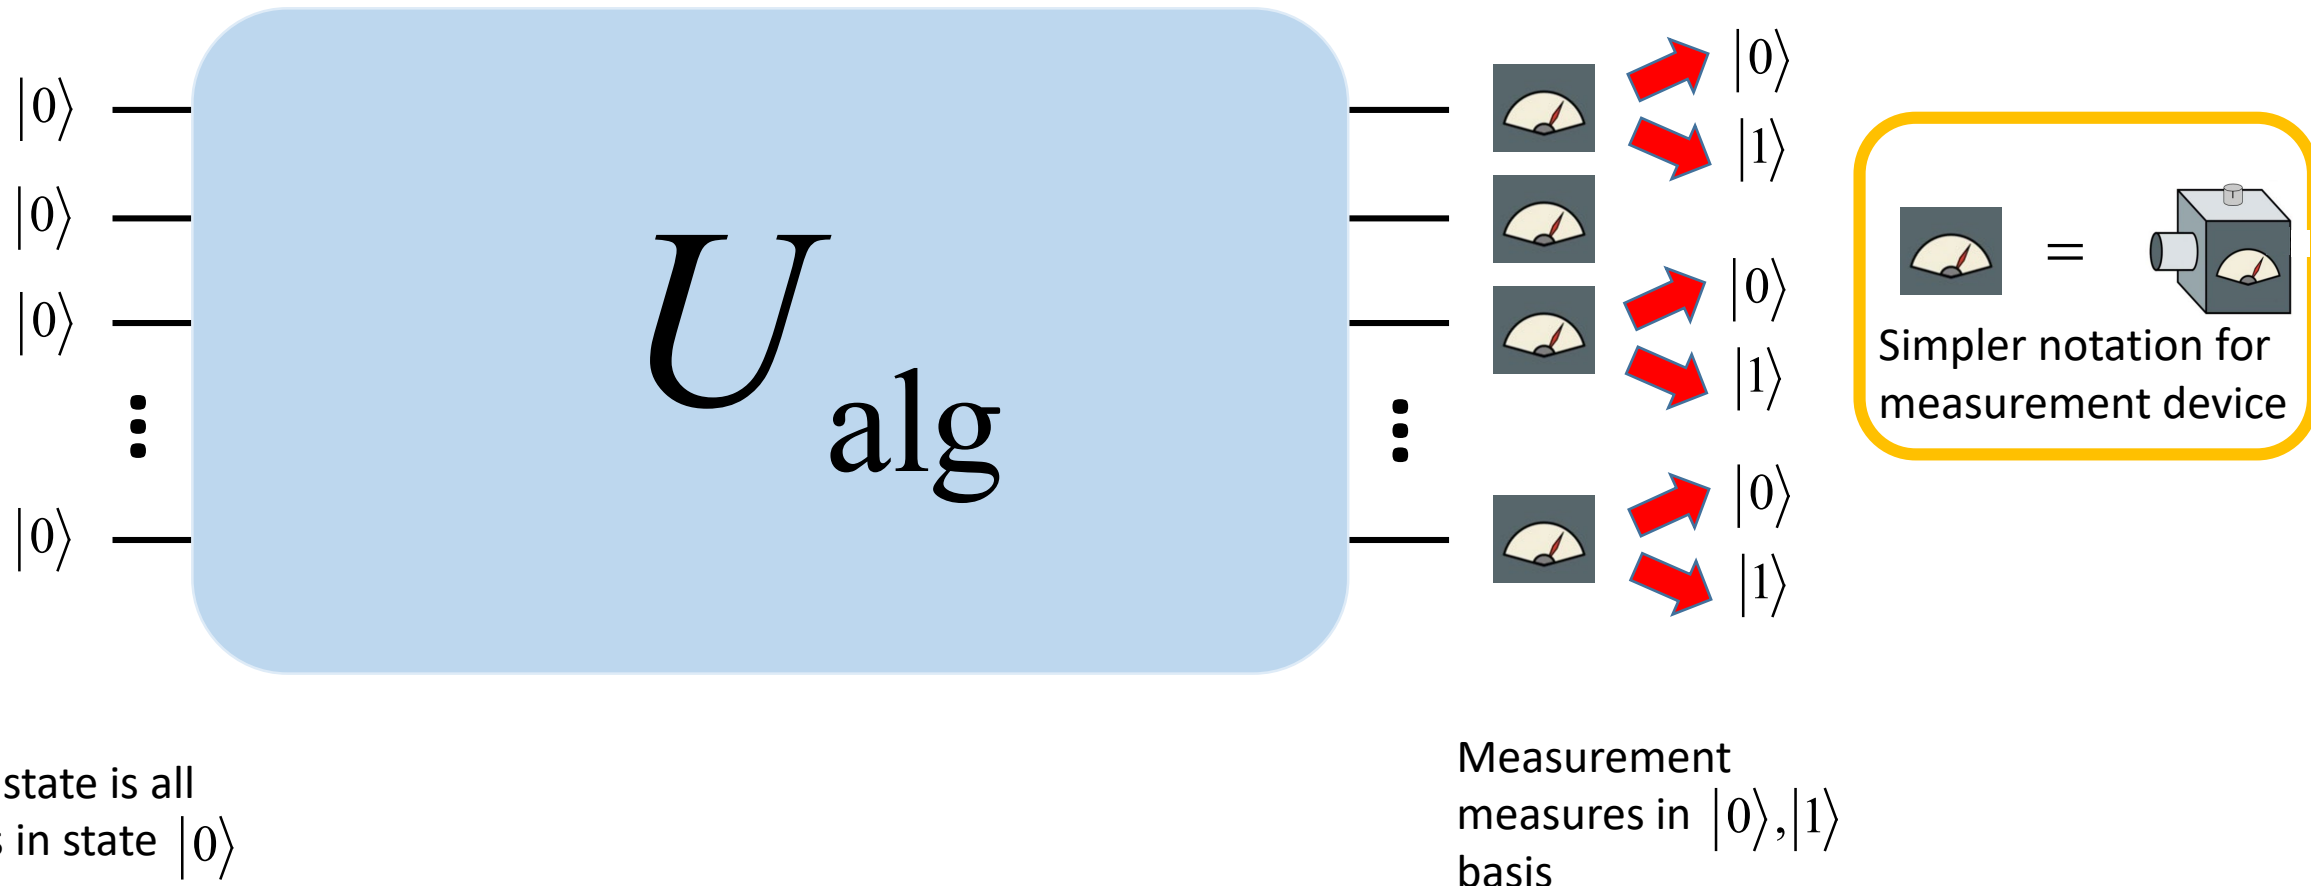 |0⟩
|1⟩
|0⟩
|0⟩
|0⟩
|0⟩
|1⟩
|0⟩
|0⟩
|1⟩
U alg
=
Simpler notation for
measurement device
state is all
s in state |0⟩
Measurement
measures in |0⟩,|1⟩
basis